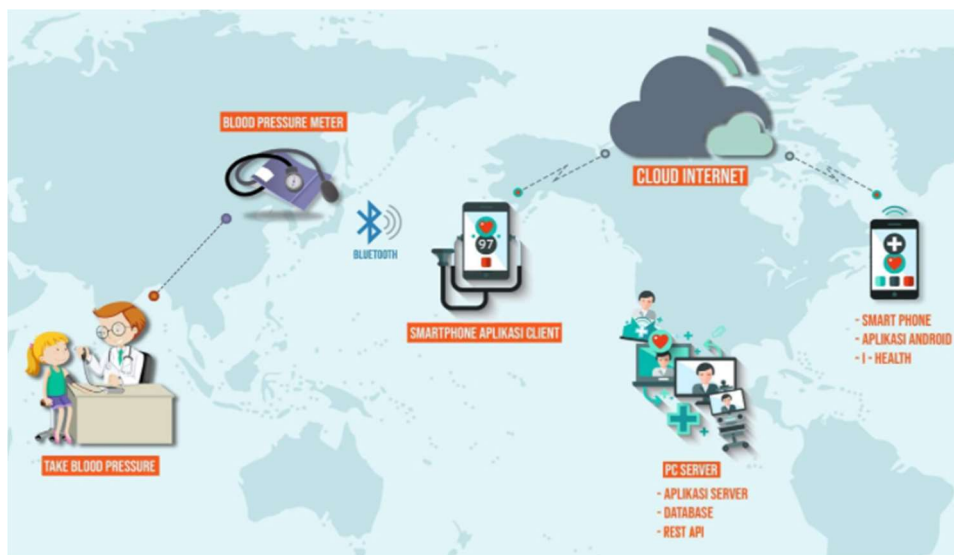 BLOOD PRESSURE METER
CLOUD INTERNET
BLUETOOTH
97
SMARTPHONE APLIKASI CLIENT
- SMART PHONE
- APLIKASI ANDROID
- I - HEALTH
TAKE BLOOD PRESSURE
PC SERVER
- APLIKASI SERVER
- DATABASE
- REST API